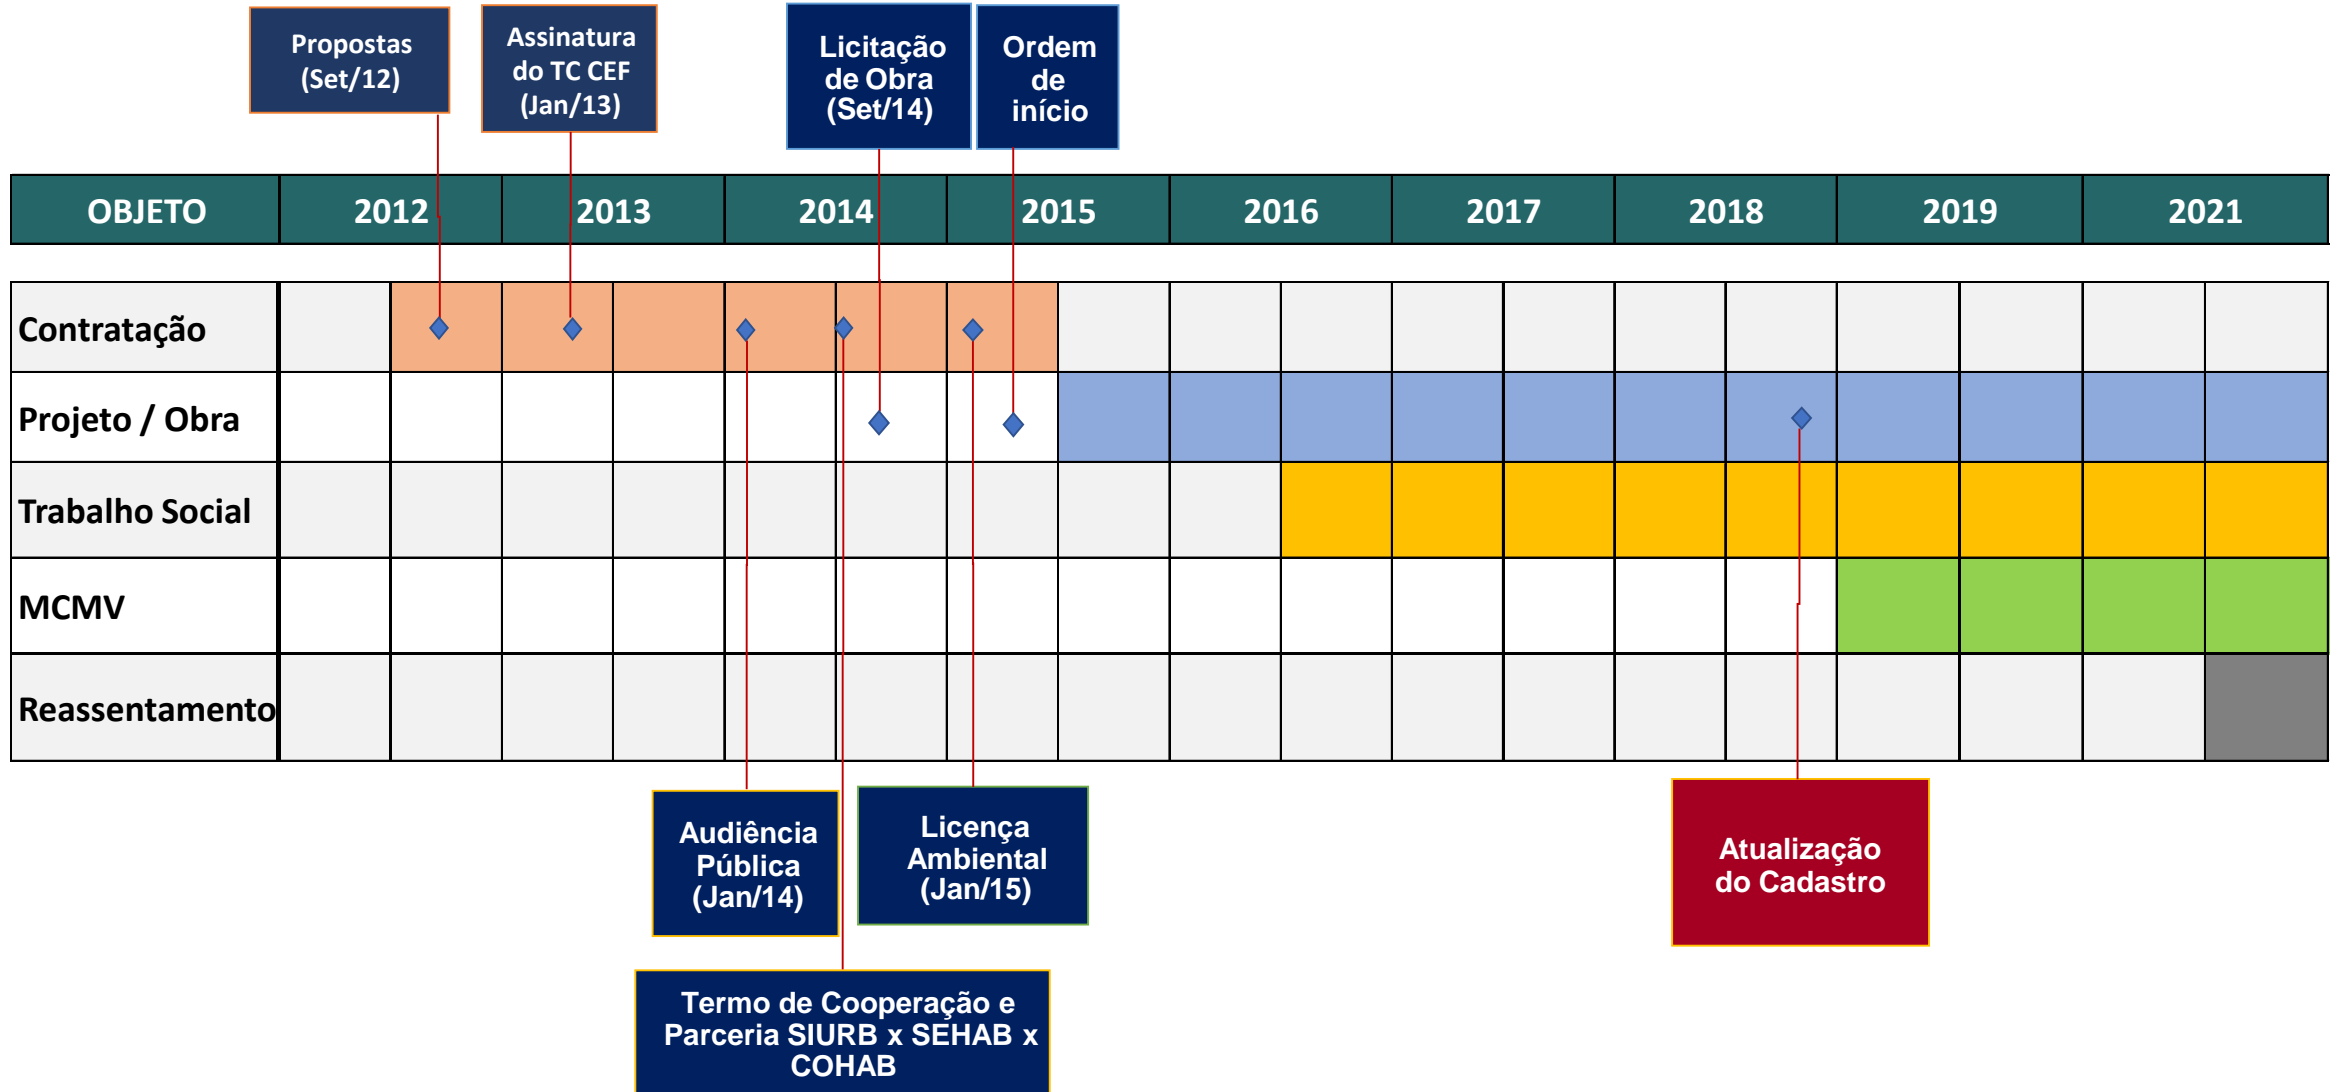 Propostas
(Set/12)
Assinatura
do TC CEF
(Jan/13)
Licitação
de Obra
(Set/14)
Ordem
de
início
OBJETO 2012 2013 2014 2015 2016 2017 2018 2019 2021
Contratação
Projeto / Obra
Trabalho Social
MCMV
Reassentamento
Audiência
Pública
(Jan/14)
Licença
Ambiental
(Jan/15)
Atualização
do Cadastro
Termo de Cooperação e
Parceria SIURB x SEHAB x
COHAB